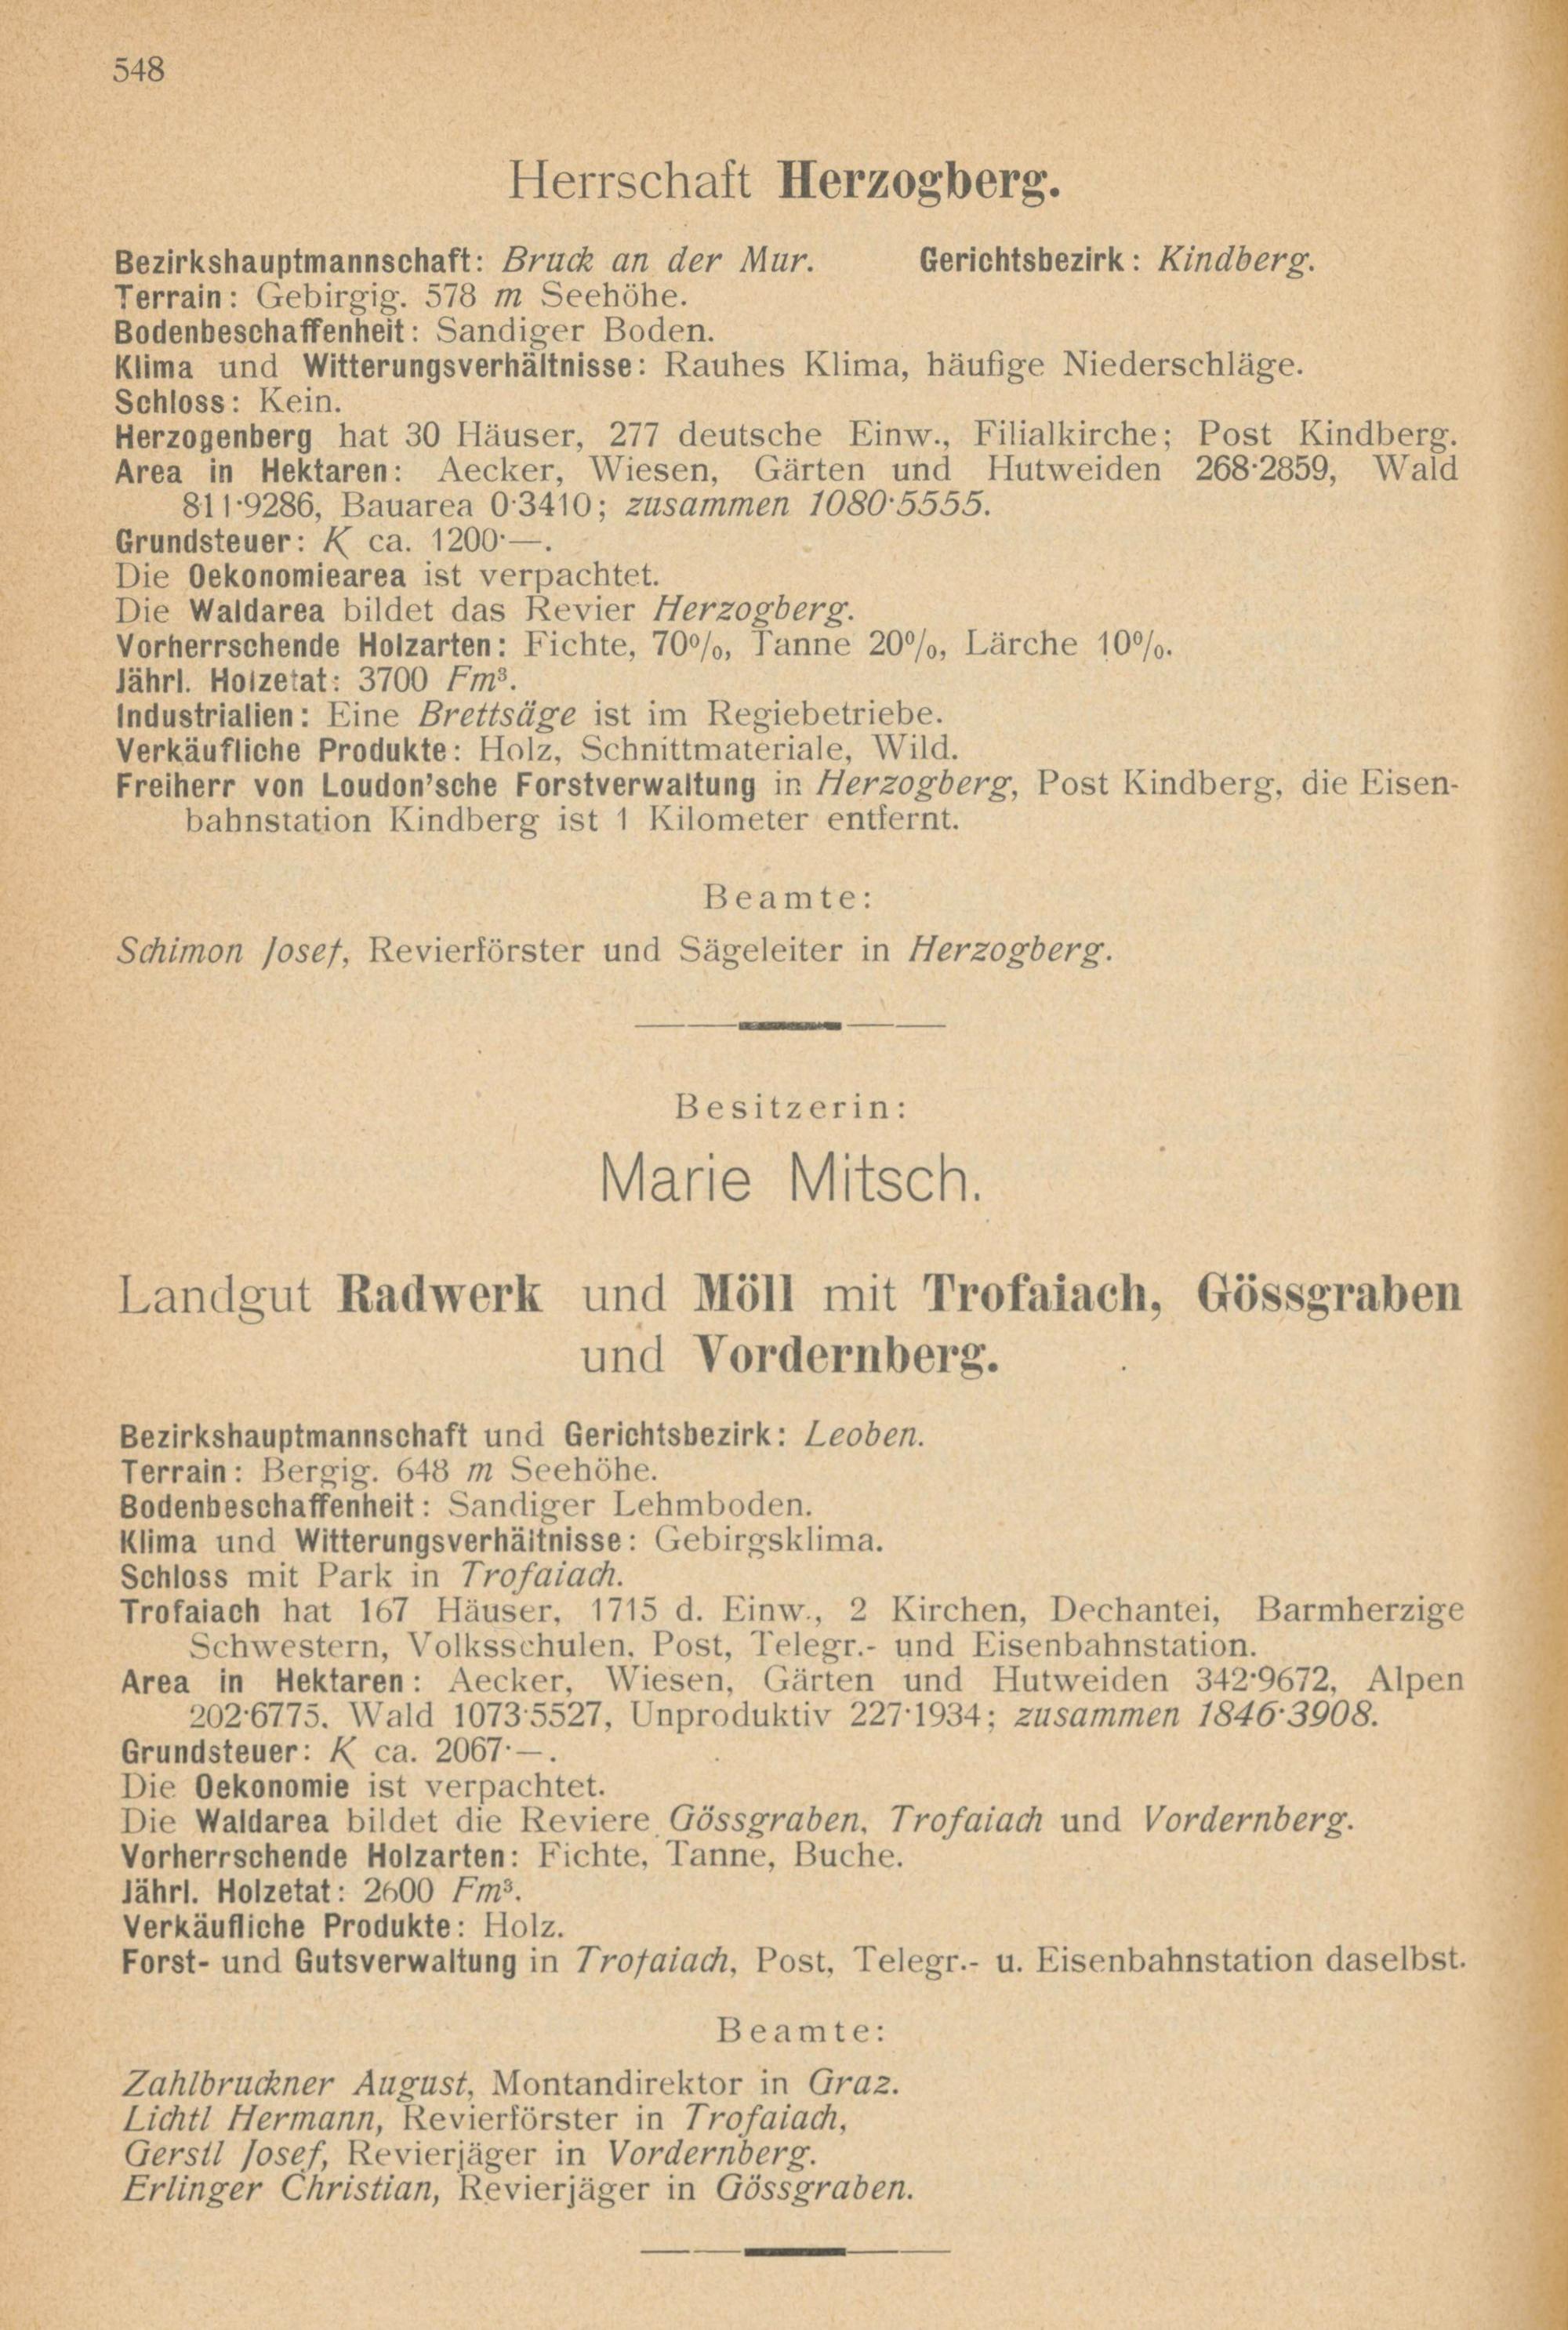 548
Herrschaft Herzogberg.
Bezirkshauptmannschaft: Bruck an der Mur. Gerichtsbezirk: Kindberg.
Terrain: Gebirgig. 578 m Seehöhe.
Bodenbeschaffenheit: Sandiger Boden.
Klima und Witterungsverhältnisse: Rauhes Klima, häufige Niederschläge.
Schloss: Kein.
Herzogenberg hat 30 Häuser, 277 deutsche Einw., Filialkirche; Post Kindberg.
Area in Hektaren: Aecker, Wiesen, Gärten und Hutweiden 268·2859, Wald
811·9286, Bauarea 0·3410; zusammen 1080·5555.
Grundsteuer: K ca. 1200·—.
Die Oekonomiearea ist verpachtet.
Die Waldarea bildet das Revier Herzogberg.
Vorherrschende Holzarten: Fichte, 70%, Tanne 20%, Lärche 10%.
Jährl. Holzetat: 3700 Fm³.
Industrialien: Eine Brettsäge ist im Regiebetriebe.
Verkäufliche Produkte: Holz, Schnittmateriale, Wild.
Freiherr von Loudon'sche Forstverwaltung in Herzogberg, Post Kindberg, die Eisen-
bahnstation Kindberg ist 1 Kilometer entfernt.
Beamte:
Schimon Josef, Revierförster und Sägeleiter in Herzogberg.
Besitzerin:
Marie Mitsch.
Landgut Radwerk und Möll mit Trofaiach, Gössgraben
und Vordernberg.
Bezirkshauptmannschaft und Gerichtsbezirk: Leoben.
Terrain: Bergig. 648 m Seehöhe.
Bodenbeschaffenheit: Sandiger Lehmboden.
Klima und Witterungsverhältnisse: Gebirgsklima.
Schloss mit Park in Trofaiach.
Trofaiach hat 167 Häuser, 1715 d. Einw., 2 Kirchen, Dechantei, Barmherzige
Schwestern, Volksschulen, Post, Telegr.- und Eisenbahnstation.
Area in Hektaren: Aecker, Wiesen, Gärten und Hutweiden 342·9672, Alpen
202·6775, Wald 1073·5527, Unproduktiv 227·1934; zusammen 1846·3908.
Grundsteuer: K ca. 2067·—.
Die Oekonomie ist verpachtet.
Die Waldarea bildet die Reviere Gössgraben, Trofaiach und Vordernberg.
Vorherrschende Holzarten: Fichte, Tanne, Buche.
Jährl. Holzetat: 2600 Fm³.
Verkäufliche Produkte: Holz.
Forst- und Gutsverwaltung in Trofaiach, Post, Telegr.- u. Eisenbahnstation daselbst.
Beamte:
Zahlbruckner August, Montandirektor in Graz.
Lichtl Hermann, Revierförster in Trofaiach,
Gerstl Josef, Revierjäger in Vordernberg.
Erlinger Christian, Revierjäger in Gössgraben.